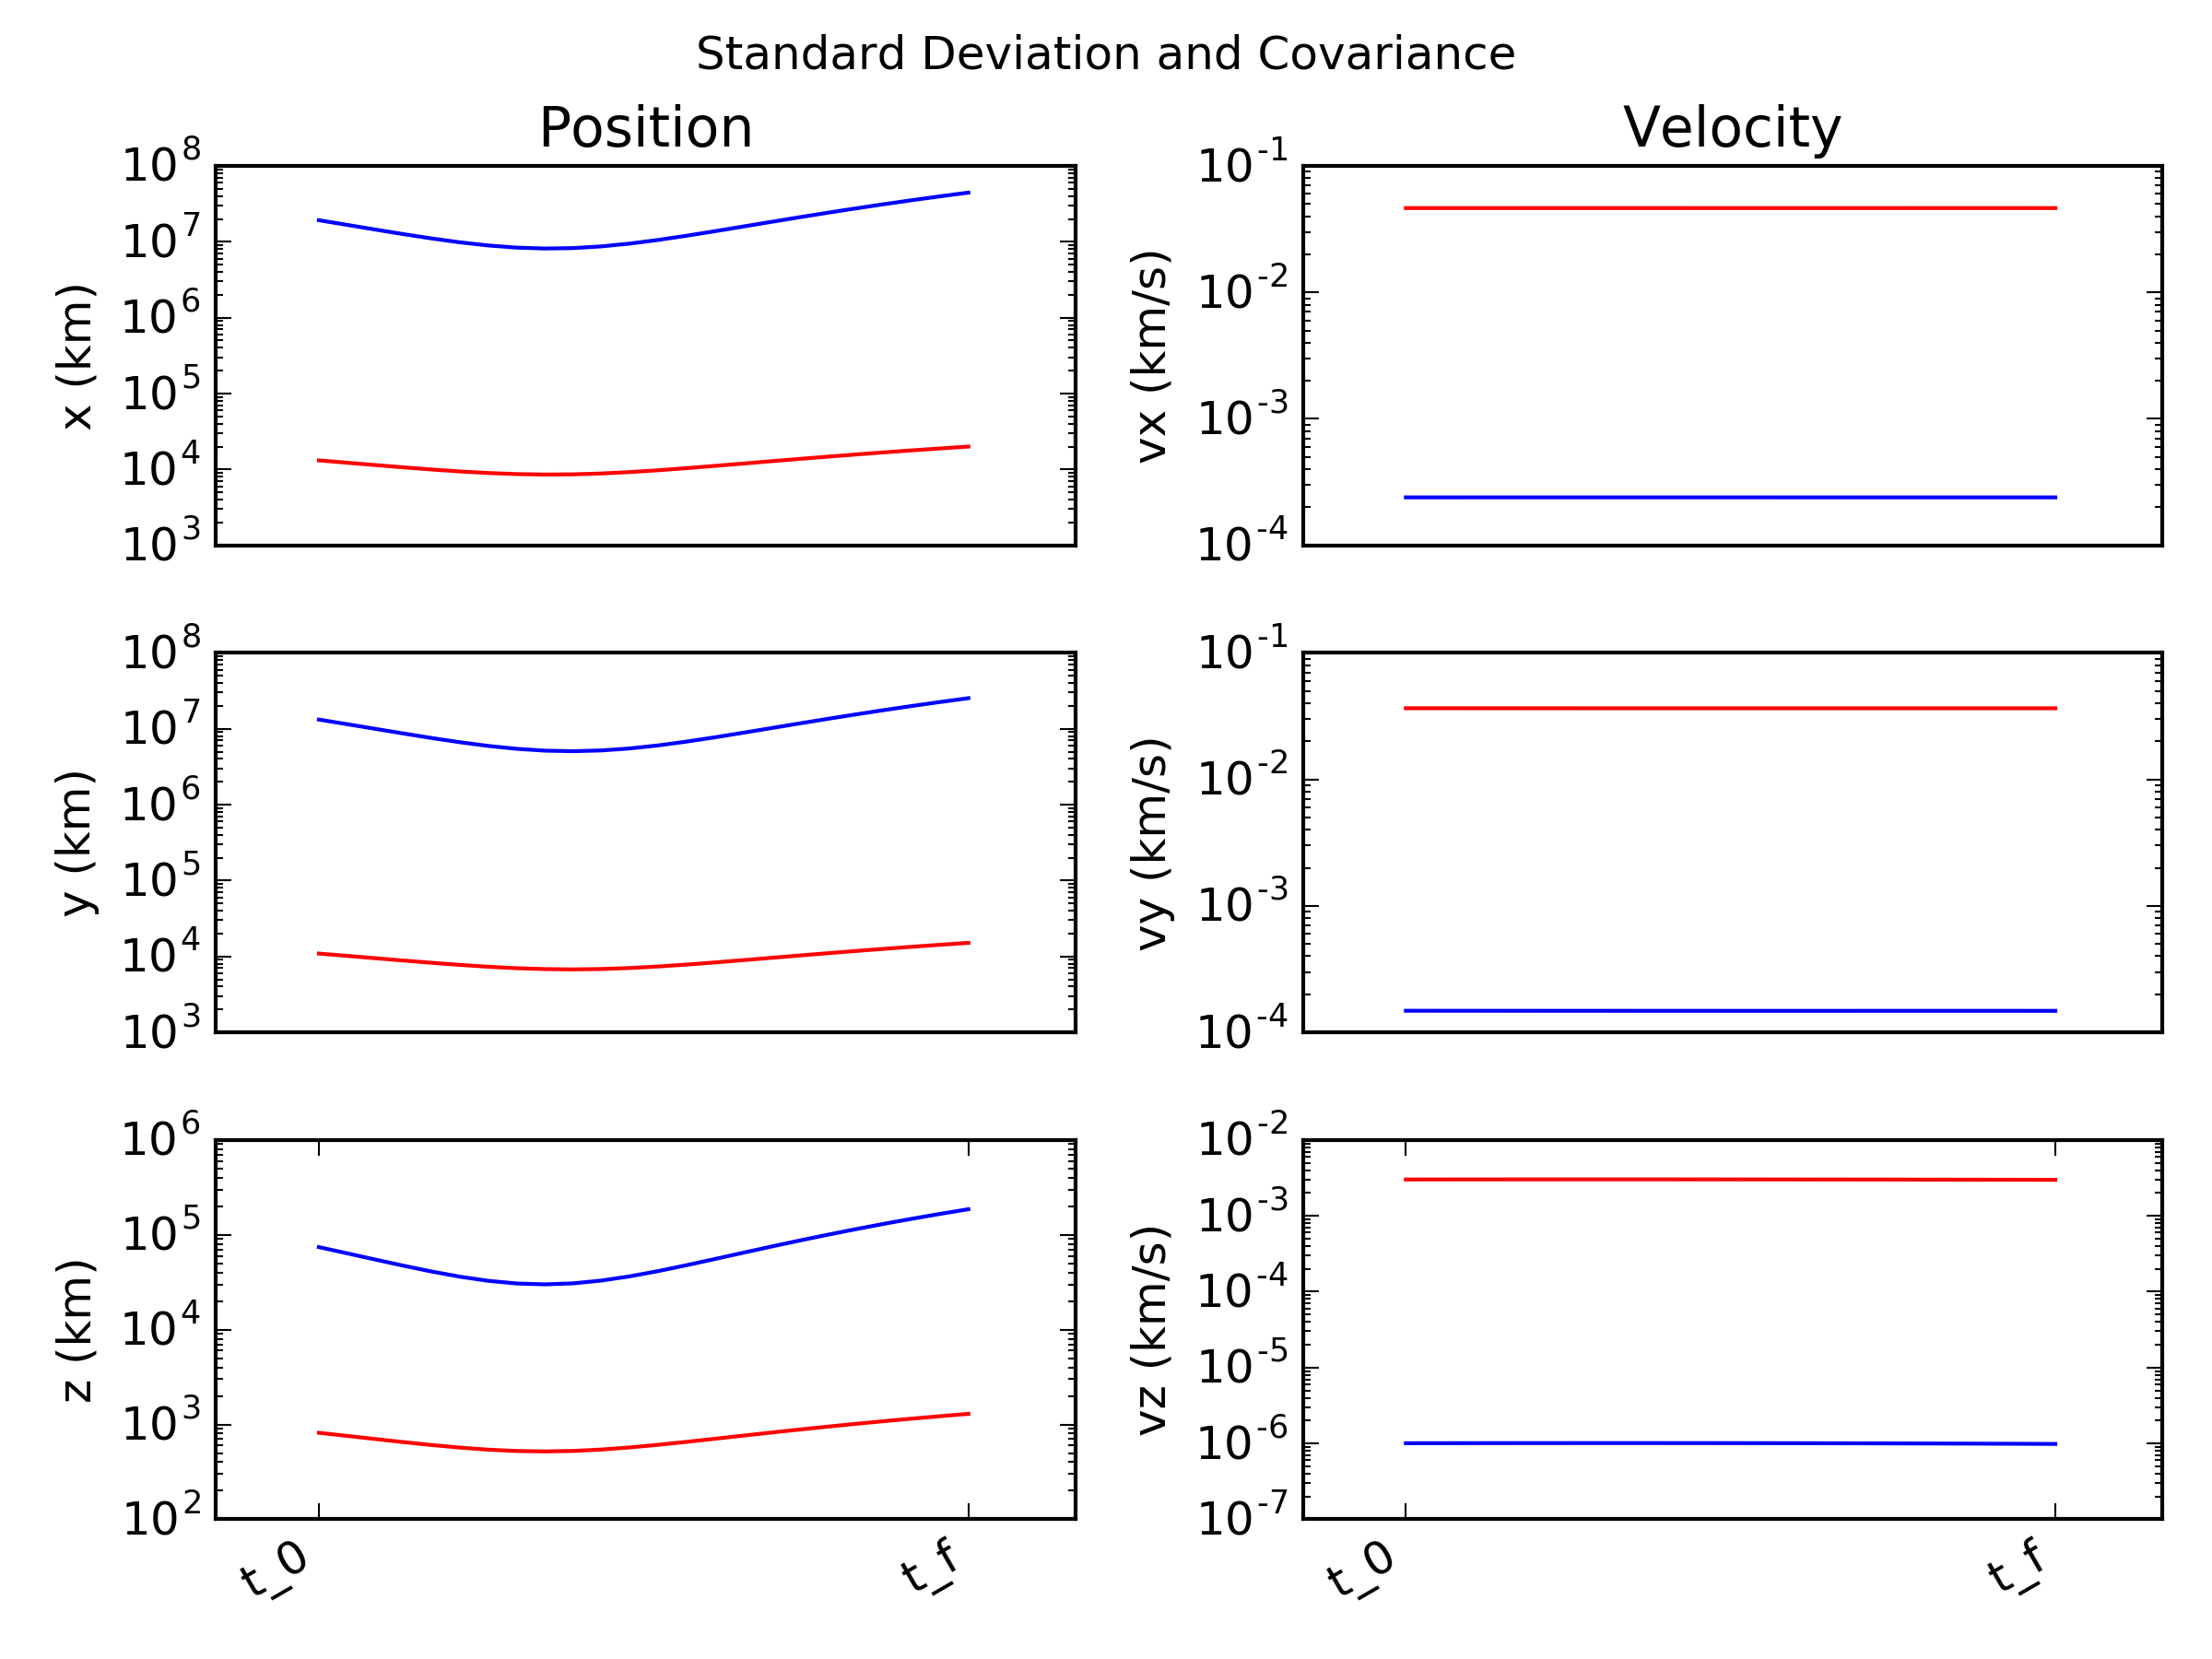 Standard Deviation and Covariance
Position
Velocity
10^8
10^7
10^6
10^5
10^4
10^3
x (km)
10^-1
10^-2
10^-3
10^-4
vx (km/s)
10^8
10^7
10^6
10^5
10^4
10^3
y (km)
10^-1
10^-2
10^-3
10^-4
vy (km/s)
10^6
10^5
10^4
10^3
10^2
z (km)
10^-2
10^-3
10^-4
10^-5
10^-6
10^-7
vz (km/s)
t_0
t_f
t_0
t_f